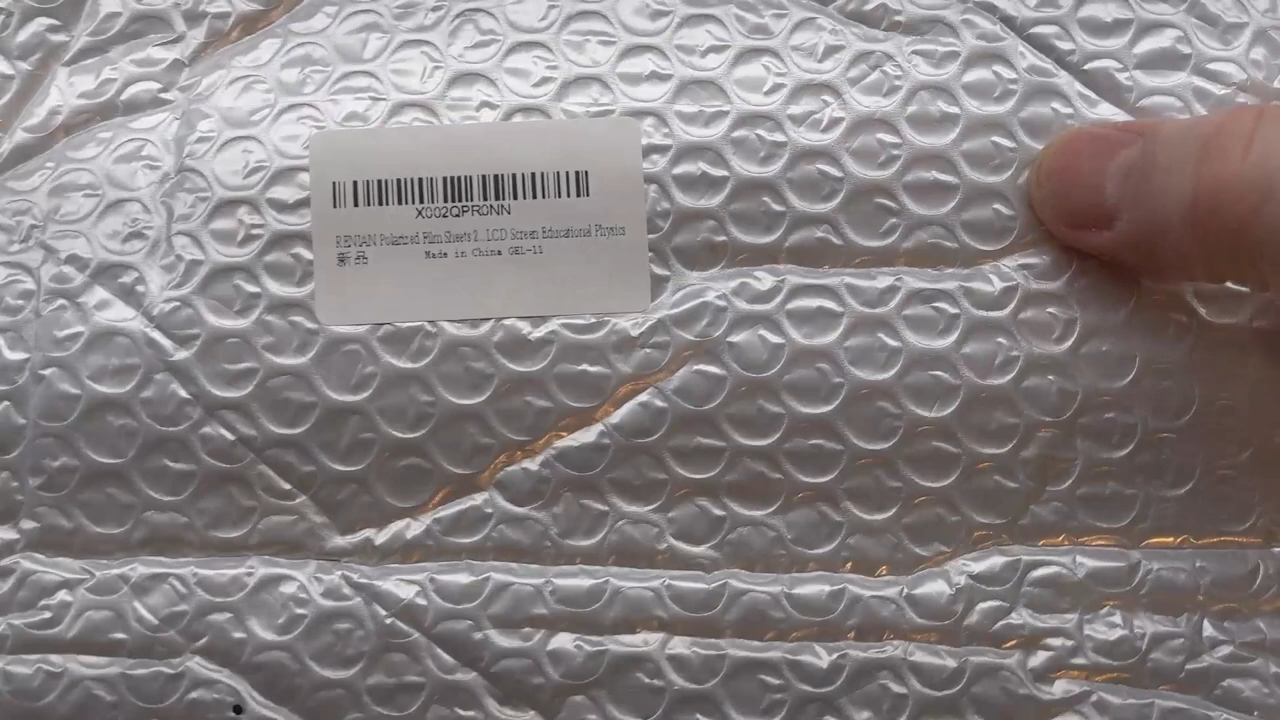 X002QPR0NN
RENIAN Polarized Film Sheets 2...LCD Screen Educational Physics
新品 Made in China GEL-11